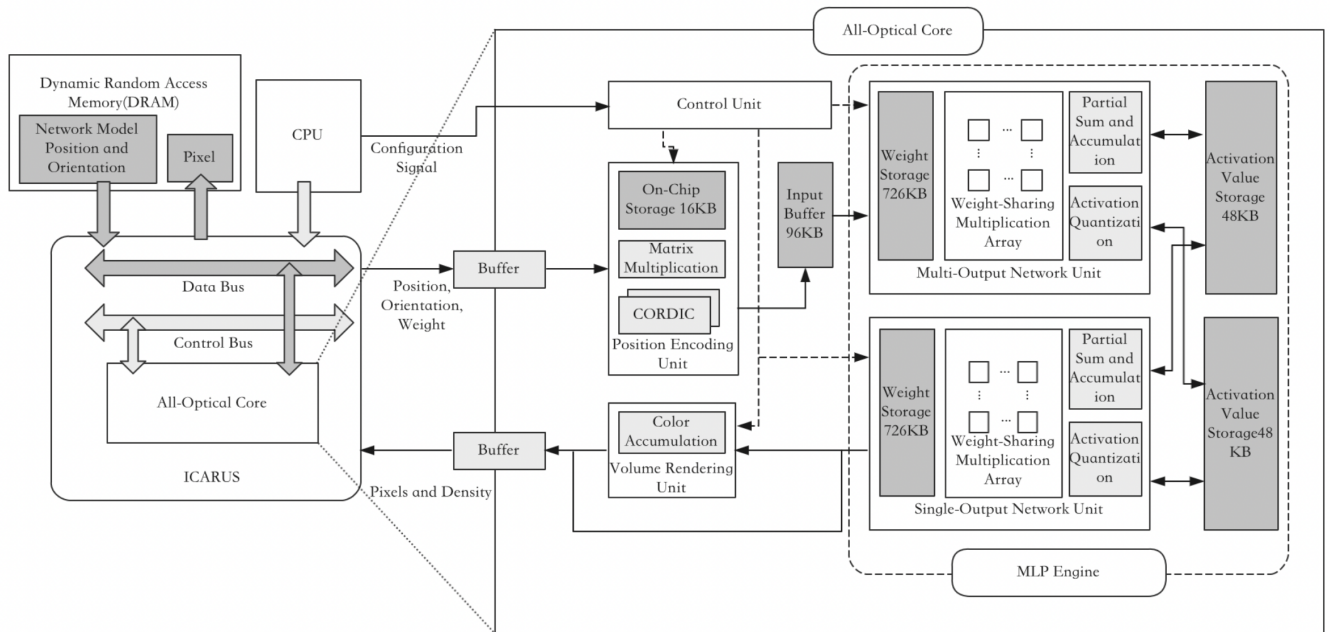 All-Optical Core
Dynamic Random Access
Memory(DRAM)
Network Model
Position and
Orientation
Pixel
CPU
Configuration
Signal
Data Bus
Control Bus
All-Optical Core
ICARUS
Position,
Orientation,
Weight
Buffer
Buffer
Pixels and Density
Control Unit
On-Chip
Storage 16KB
Matrix
Multiplication
CORDIC
Position Encoding
Unit
Input
Buffer
96KB
Color
Accumulation
Volume Rendering
Unit
Weight
Storage
726KB
...
...
...
...
Weight-Sharing
Multiplication
Array
Partial
Sum and
Accumulat
ion
Activation
Quantizati
on
Multi-Output Network Unit
Activation
Value
Storage
48KB
Weight
Storage
726KB
...
...
...
...
Weight-Sharing
Multiplication
Array
Partial
Sum and
Accumulat
ion
Activation
Quantizati
on
Single-Output Network Unit
Activation
Value
Storage48
KB
MLP Engine